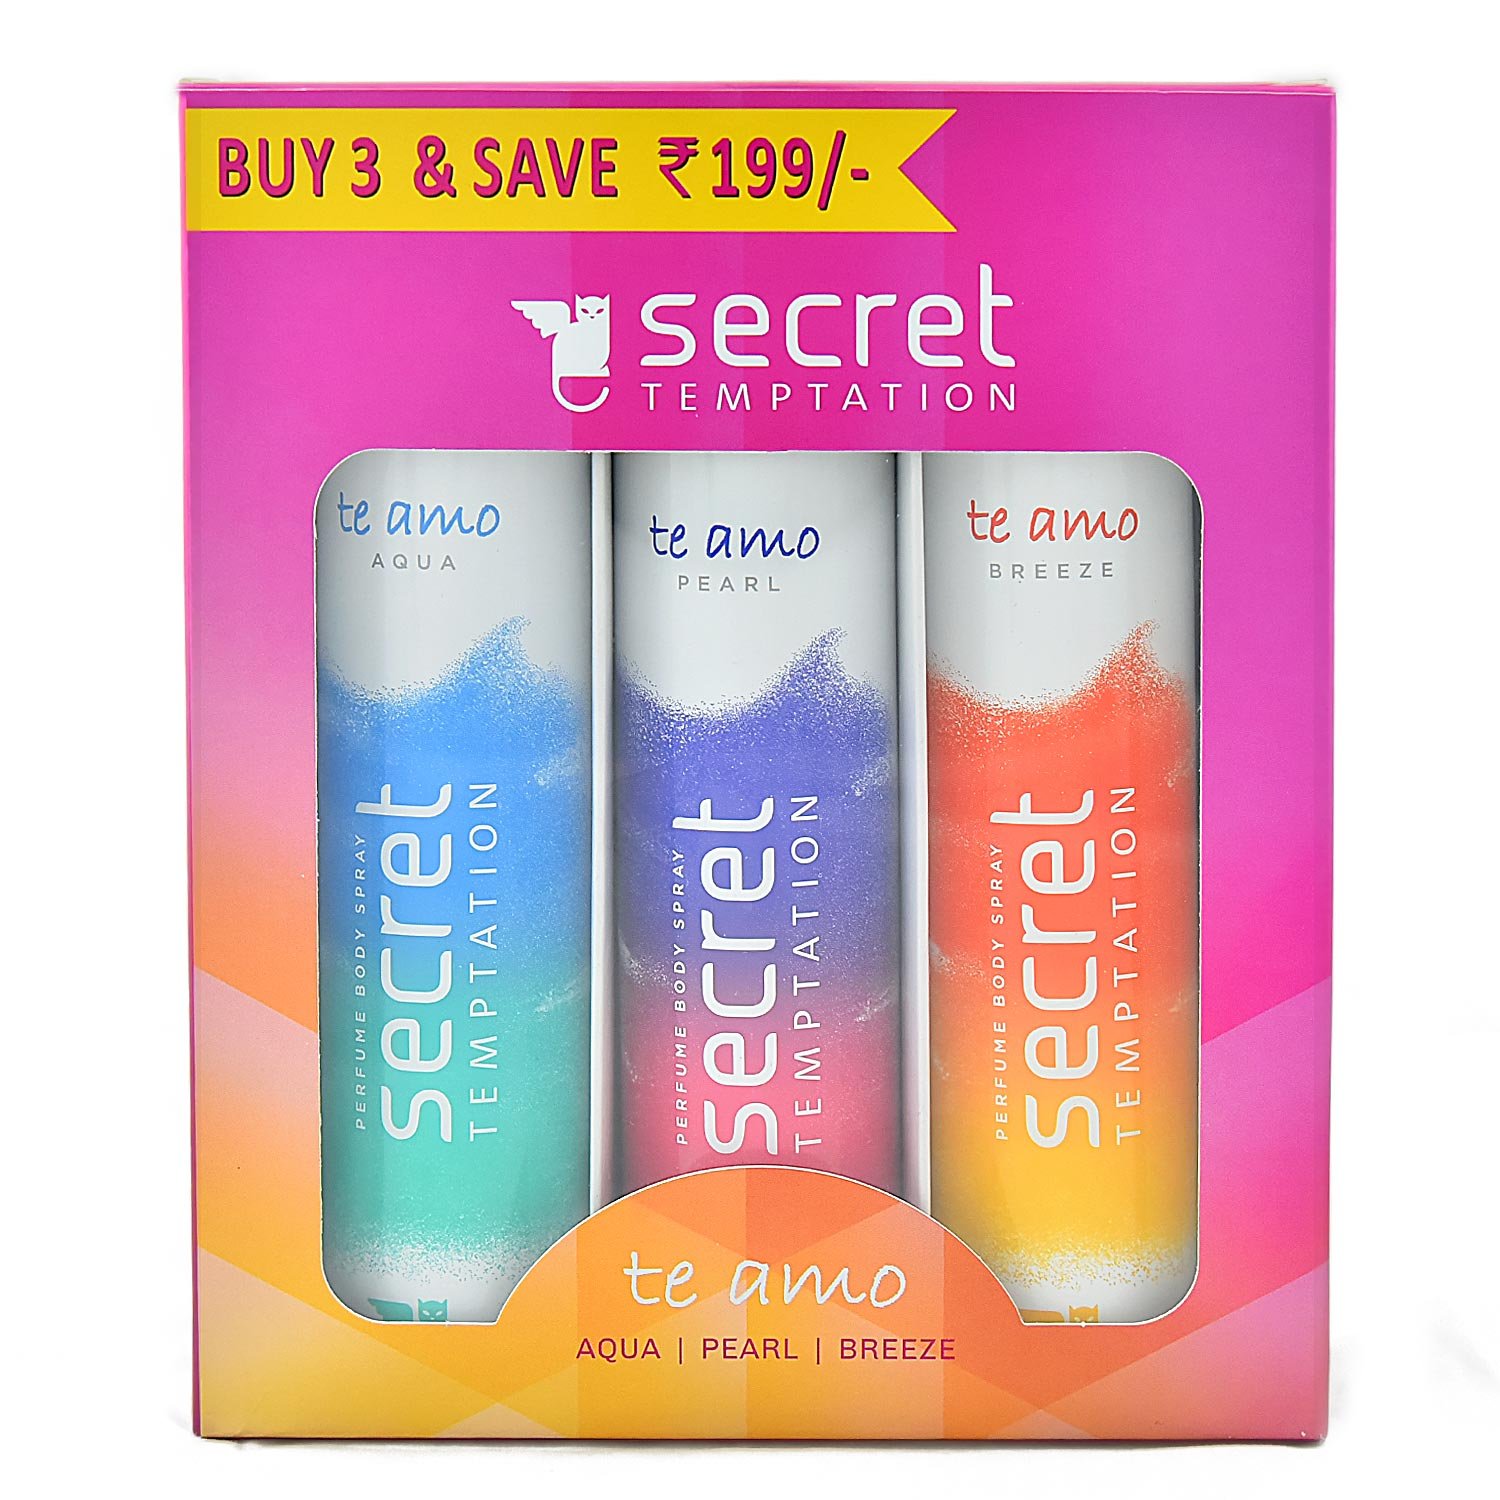 BUY 3 & SAVE ₹199/-
secret
TEMPTATION
te amo
AQUA
PERFUME BODY SPRAY
secret
TEMPTATION
te amo
PEARL
PERFUME BODY SPRAY
secret
TEMPTATION
te amo
BREEZE
PERFUME BODY SPRAY
secret
TEMPTATION
te amo
AQUA | PEARL | BREEZE